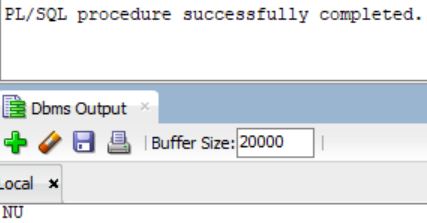 PL/SQL procedure successfully completed.
Dbms Output ×
Buffer Size: 20000
Local ×
NU